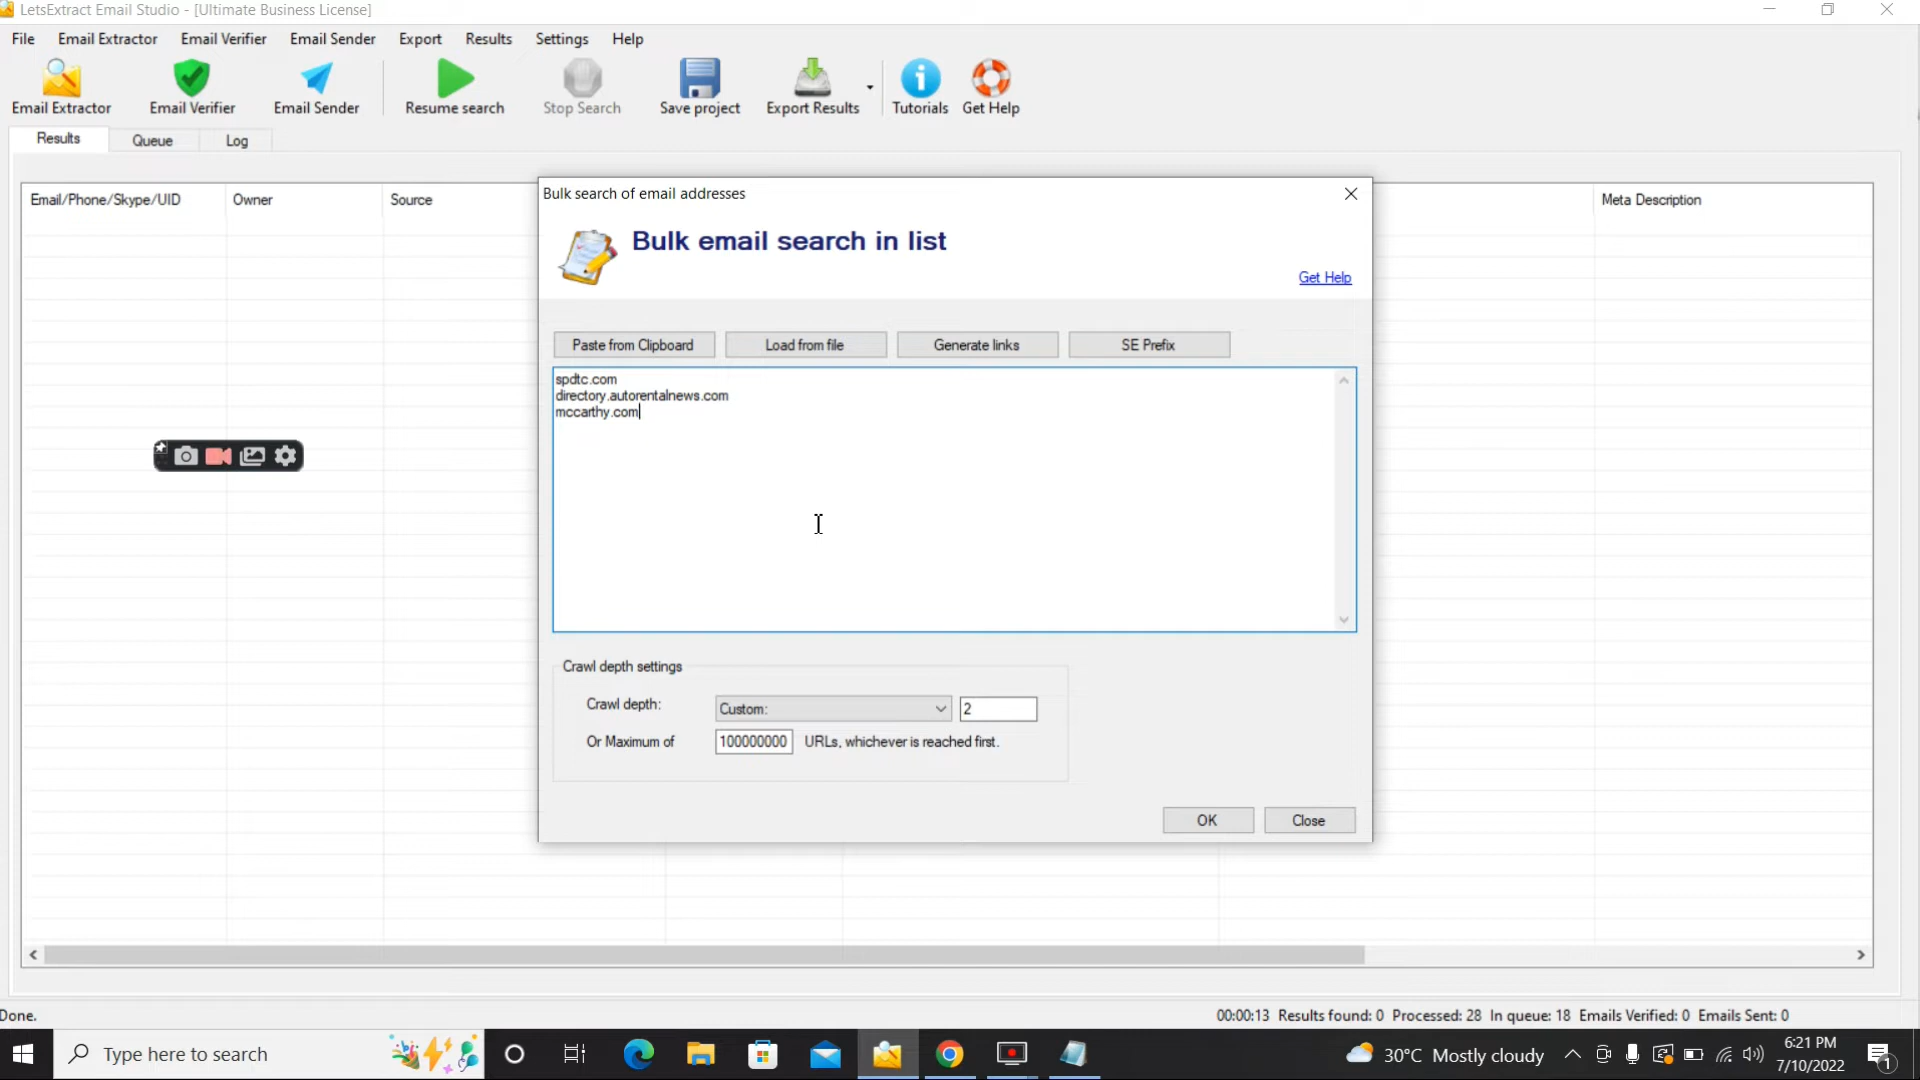 LetsExtract Email Studio - [Ultimate Business License]
File Email Extractor Email Verifier Email Sender Export Results Settings Help
Email Extractor Email Verifier Email Sender Resume search Stop Search Save project Export Results Tutorials Get Help
Results Queue Log
Email/Phone/Skype/UID Owner Source Meta Description
Bulk search of email addresses
Bulk email search in list
Get Help
Paste from Clipboard Load from file Generate links SE Prefix
spdtc.com
directory.autorentalnews.com
mccarthy.com
Crawl depth settings
Crawl depth: Custom: 2
Or Maximum of 100000000 URLs, whichever is reached first.
OK Close
Done. 00:00:13 Results found: 0 Processed: 28 In queue: 18 Emails Verified: 0 Emails Sent: 0
Type here to search 30°C Mostly cloudy 6:21 PM
7/10/2022 1